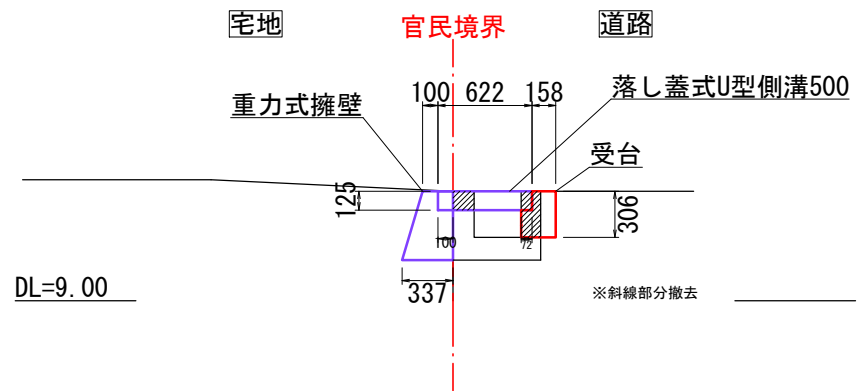 宅地
官民境界
道路
100 622 158
落し蓋式U型側溝500
重力式擁壁
受台
125
306
100
72
337
DL=9.00
※斜線部分撤去